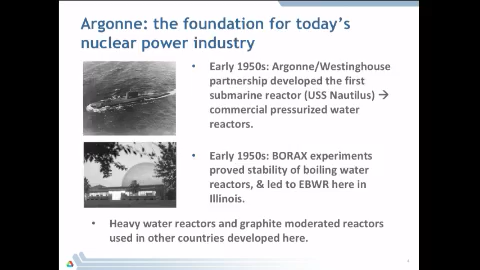 Argonne: the foundation for today's
nuclear power industry
• Early 1950s: Argonne/Westinghouse
partnership developed the first
submarine reactor (USS Nautilus) →
commercial pressurized water
reactors.
• Early 1950s: BORAX experiments
proved stability of boiling water
reactors, & led to EBWR here in
Illinois.
• Heavy water reactors and graphite moderated reactors
used in other countries developed here.